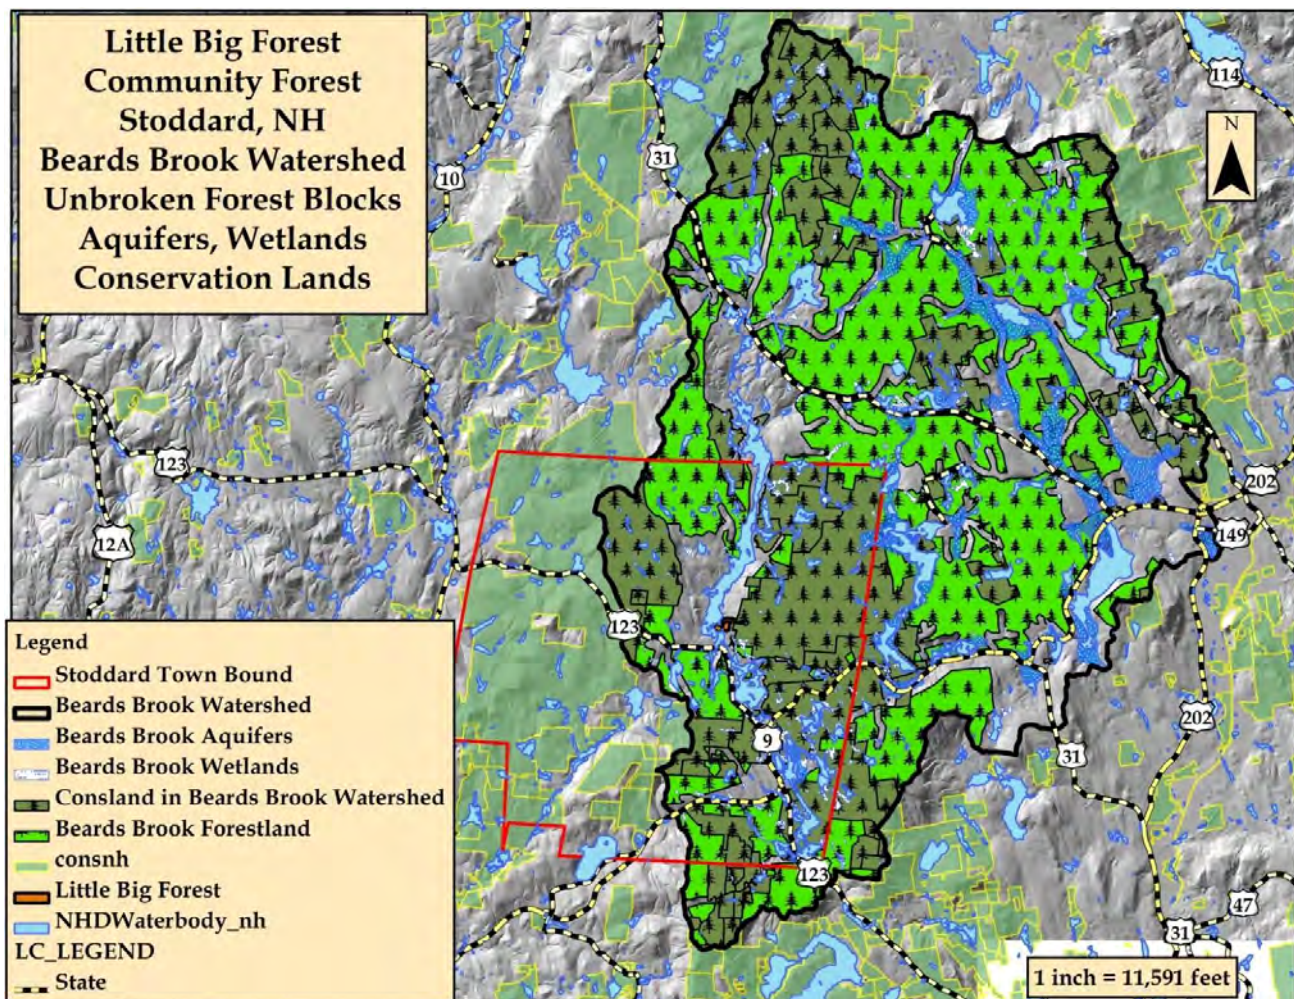 Little Big Forest
Community Forest
Stoddard, NH
Beards Brook Watershed
Unbroken Forest Blocks
Aquifers, Wetlands
Conservation Lands
114
N
31
10
123
202
12A
149
123
Legend
Stoddard Town Bound
Beards Brook Watershed
Beards Brook Aquifers
Beards Brook Wetlands
Consland in Beards Brook Watershed
Beards Brook Forestland
consnh
Little Big Forest
NHDWaterbody_nh
LC_LEGEND
State
202
9
31
123
47
31
1 inch = 11,591 feet